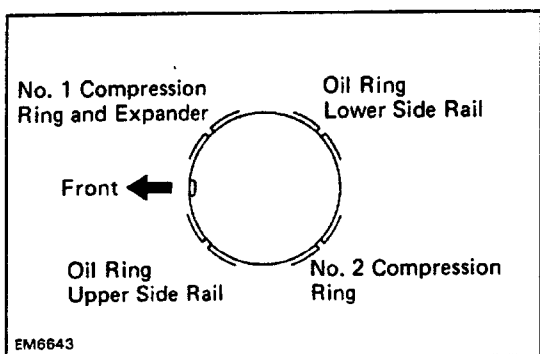 No. 1 Compression
Ring and Expander
Oil Ring
Lower Side Rail
Front
Oil Ring
Upper Side Rail
No. 2 Compression
Ring
EM6643